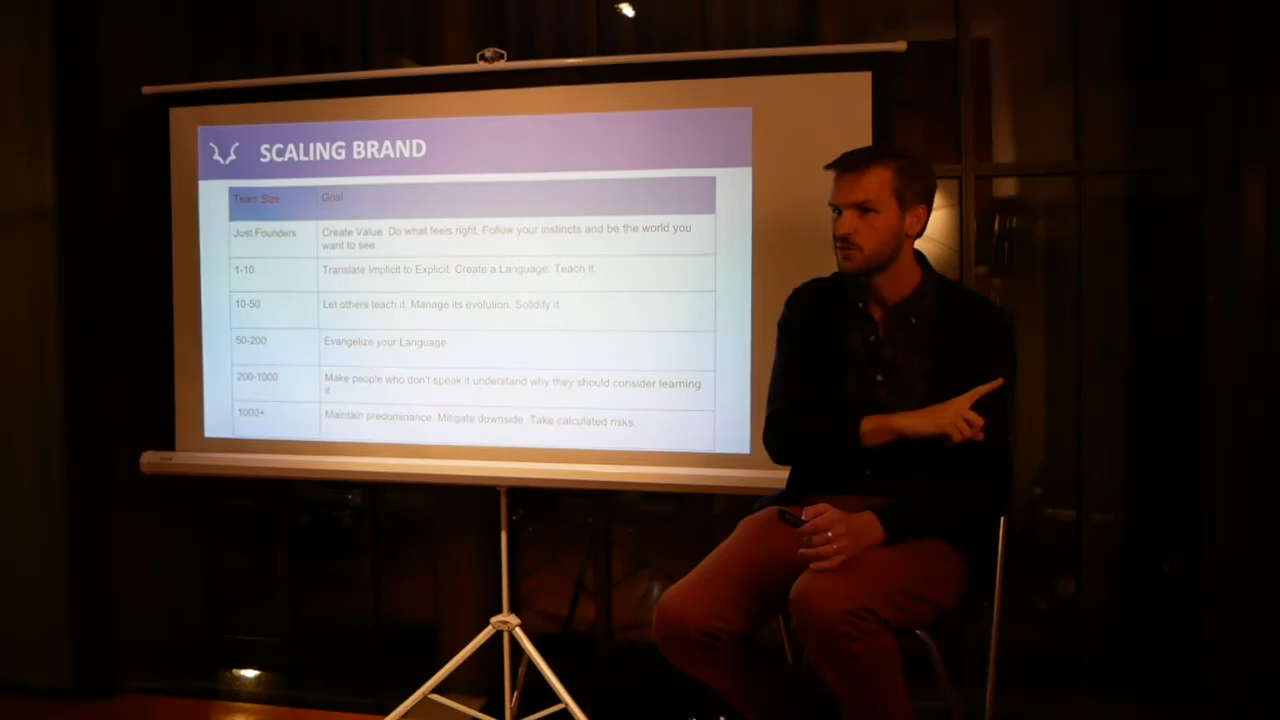 SCALING BRAND
Team Size Goal
Just Founders Create Value. Do what feels right. Follow your instincts and be the world you
want to see.
1-10 Translate Implicit to Explicit. Create a Language. Teach it.
10-50 Let others teach it. Manage its evolution. Solidify it.
50-200 Evangelize your Language
200-1000 Make people who don't speak it understand why they should consider learning
it
1000+ Maintain predominance. Mitigate downside. Take calculated risks.